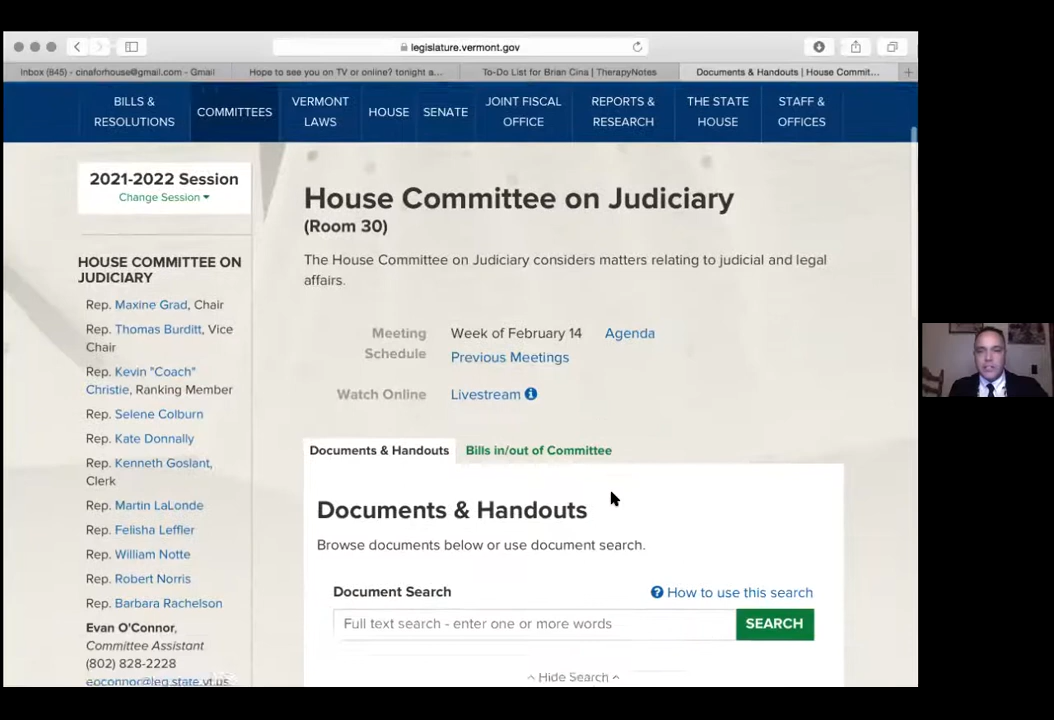 legislature.vermont.gov
Inbox (845) - cinaforhouse@gmail.com - Gmail
Hope to see you on TV or online? tonight a...
To-Do List for Brian Cina | TherapyNotes
Documents & Handouts | House Commit...
BILLS & RESOLUTIONS
COMMITTEES
VERMONT LAWS
HOUSE
SENATE
JOINT FISCAL OFFICE
REPORTS & RESEARCH
THE STATE HOUSE
STAFF & OFFICES
2021-2022 Session
Change Session
HOUSE COMMITTEE ON
JUDICIARY
Rep. Maxine Grad, Chair
Rep. Thomas Burditt, Vice
Chair
Rep. Kevin "Coach"
Christie, Ranking Member
Rep. Selene Colburn
Rep. Kate Donnally
Rep. Kenneth Goslant,
Clerk
Rep. Martin LaLonde
Rep. Felisha Leffler
Rep. William Notte
Rep. Robert Norris
Rep. Barbara Rachelson
Evan O'Connor,
Committee Assistant
(802) 828-2228
eoconnor@leg.state.vt.us
House Committee on Judiciary
(Room 30)
The House Committee on Judiciary considers matters relating to judicial and legal
affairs.
Meeting Schedule
Week of February 14 Agenda
Previous Meetings
Watch Online Livestream
Documents & Handouts Bills in/out of Committee
Documents & Handouts
Browse documents below or use document search.
Document Search How to use this search
Full text search - enter one or more words SEARCH
Hide Search